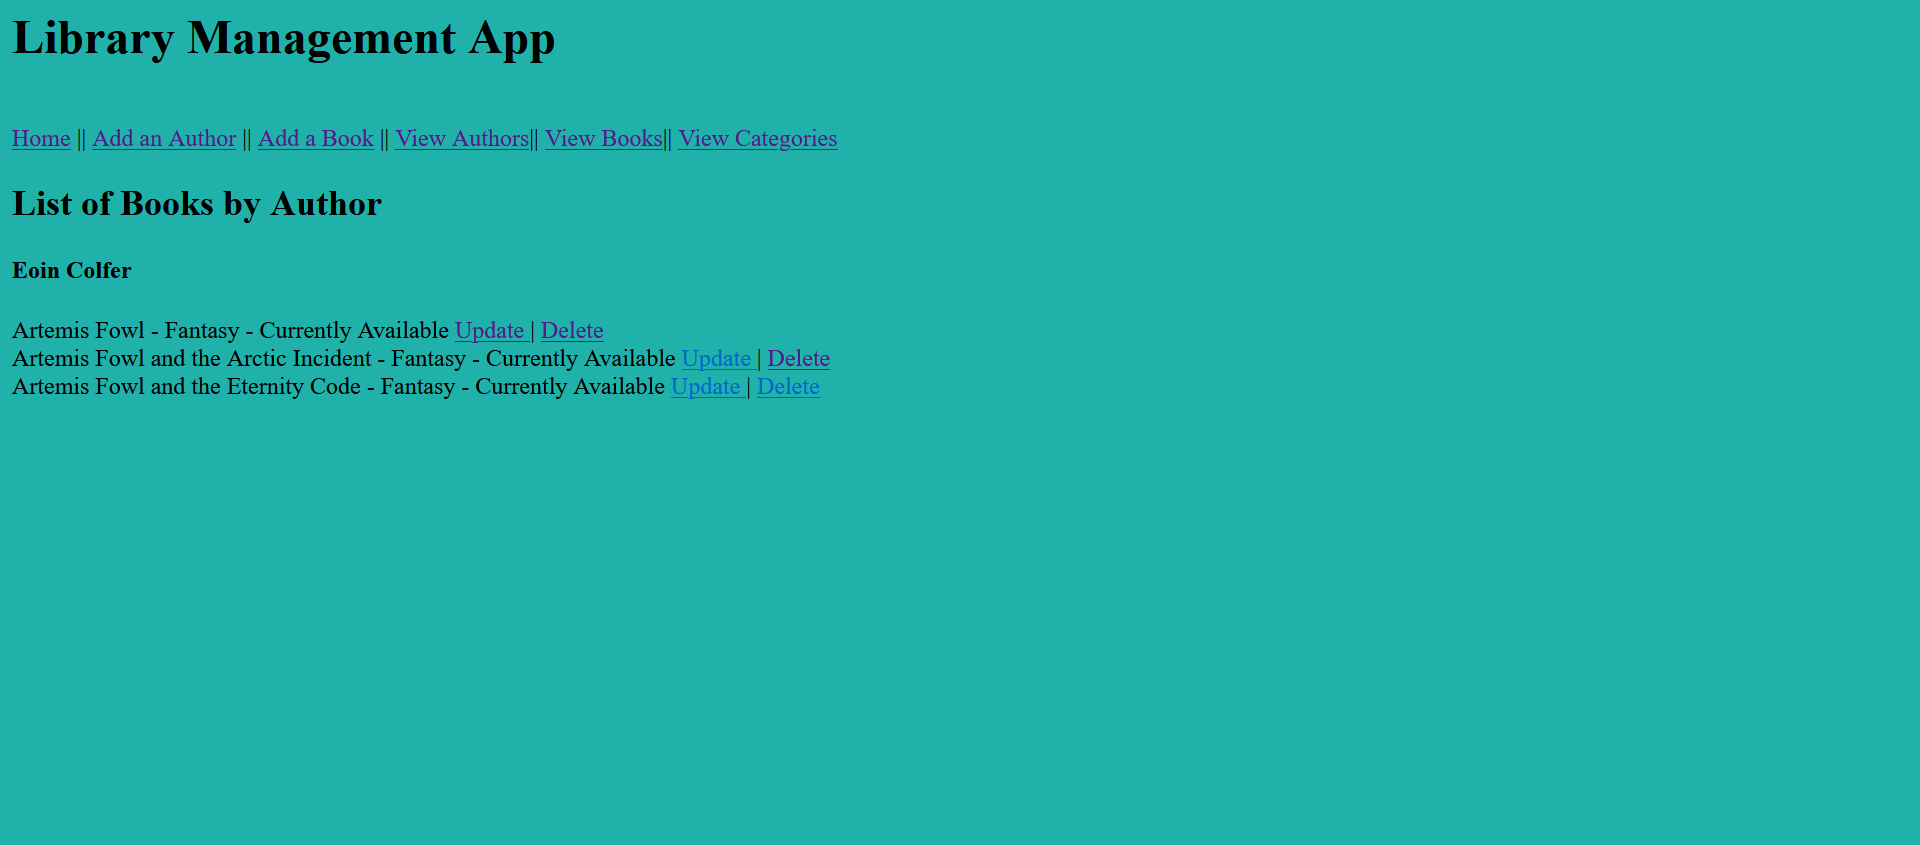 Library Management App
Home || Add an Author || Add a Book || View Authors|| View Books|| View Categories
List of Books by Author
Eoin Colfer
Artemis Fowl - Fantasy - Currently Available Update | Delete
Artemis Fowl and the Arctic Incident - Fantasy - Currently Available Update | Delete
Artemis Fowl and the Eternity Code - Fantasy - Currently Available Update | Delete